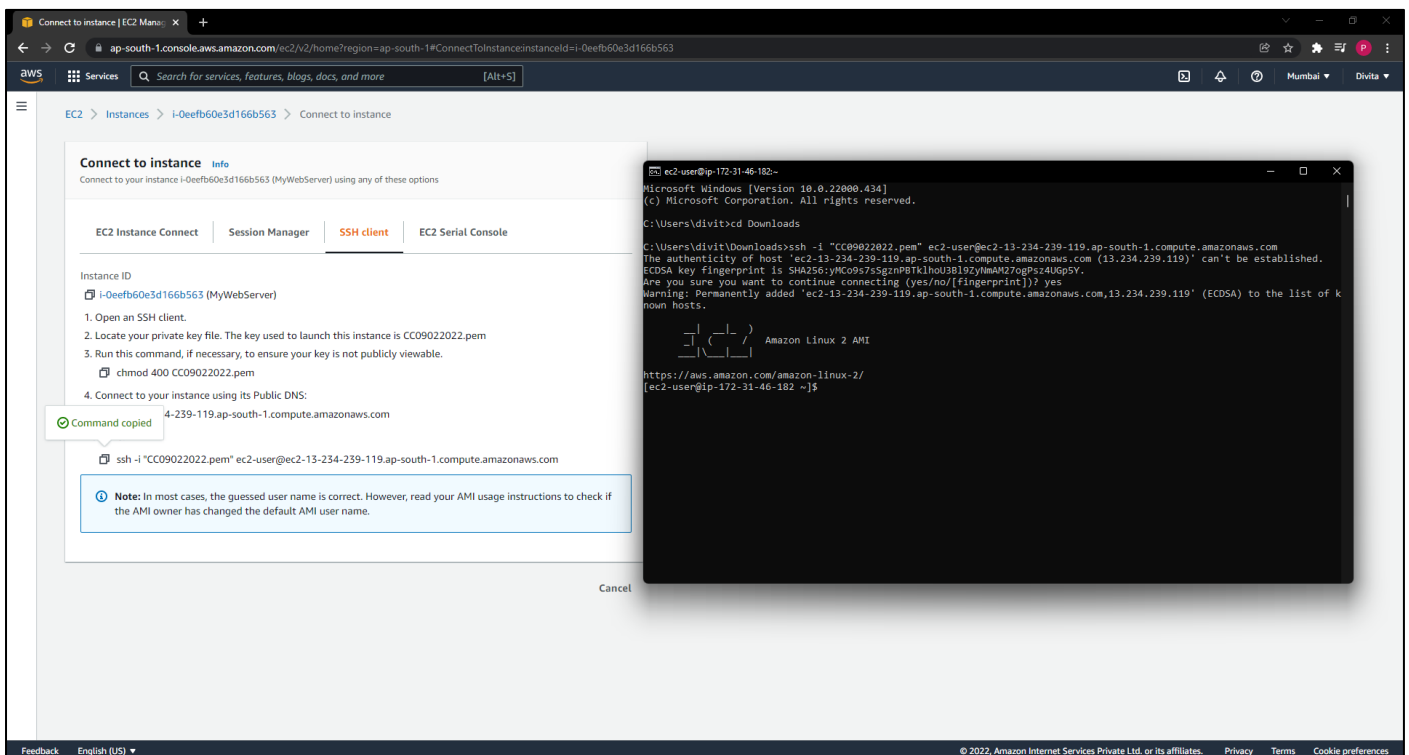 Connect to instance | EC2 Manag
ap-south-1.console.aws.amazon.com/ec2/v2/home?region=ap-south-1#ConnectToInstance:instanceId=i-0eefb60e3d166b563
P
aws
Services
Search for services, features, blogs, docs, and more
[Alt+S]
Mumbai ▼
Divita ▼
EC2 > Instances > i-0eefb60e3d166b563 > Connect to instance
Connect to instance Info
Connect to your instance i-0eefb60e3d166b563 (MyWebServer) using any of these options
EC2 Instance Connect
Session Manager
SSH client
EC2 Serial Console
Instance ID
i-0eefb60e3d166b563 (MyWebServer)
1. Open an SSH client.
2. Locate your private key file. The key used to launch this instance is CC09022022.pem
3. Run this command, if necessary, to ensure your key is not publicly viewable.
chmod 400 CC09022022.pem
4. Connect to your instance using its Public DNS:
4-239-119.ap-south-1.compute.amazonaws.com
Command copied
ssh -i "CC09022022.pem" ec2-user@ec2-13-234-239-119.ap-south-1.compute.amazonaws.com
Note: In most cases, the guessed user name is correct. However, read your AMI usage instructions to check if
the AMI owner has changed the default AMI user name.
Cancel
ec2-user@ip-172-31-46-182:~
Microsoft Windows [Version 10.0.22000.434]
(c) Microsoft Corporation. All rights reserved.
C:\Users\divit>cd Downloads
C:\Users\divit\Downloads>ssh -i "CC09022022.pem" ec2-user@ec2-13-234-239-119.ap-south-1.compute.amazonaws.com
The authenticity of host 'ec2-13-234-239-119.ap-south-1.compute.amazonaws.com (13.234.239.119)' can't be established.
ECDSA key fingerprint is SHA256:yMCo9s7sSgznPBTklhoU3Bl9ZyNmAM27ogPsz4UGp5Y.
Are you sure you want to continue connecting (yes/no/[fingerprint])? yes
Warning: Permanently added 'ec2-13-234-239-119.ap-south-1.compute.amazonaws.com,13.234.239.119' (ECDSA) to the list of k
nown hosts.
       __|  __|_  )
       _|  (     /   Amazon Linux 2 AMI
      ___|\___|___|
https://aws.amazon.com/amazon-linux-2/
[ec2-user@ip-172-31-46-182 ~]$
Feedback
English (US) ▼
© 2022, Amazon Internet Services Private Ltd. or its affiliates.
Privacy
Terms
Cookie preferences